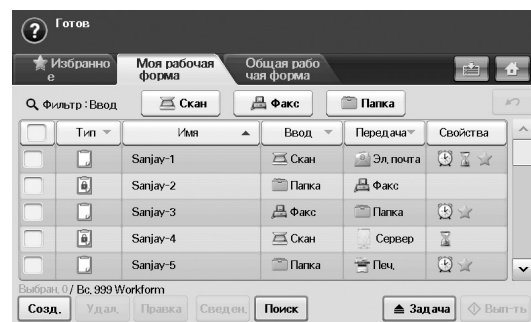 Готов
Избранно
е
Моя рабочая
форма
Общая рабо
чая форма
Фильтр : Ввод
Скан
Факс
Папка
Тип
Имя
Ввод
Передача
Свойства
Sanjay-1
Скан
Эл. почта
Sanjay-2
Папка
Факс
Sanjay-3
Факс
Папка
Sanjay-4
Скан
Сервер
Sanjay-5
Папка
Печ.
Выбран. 0 / Вс. 999 Workform
Созд.
Удал.
Правка
Сведен.
Поиск
Задача
Вып-ть